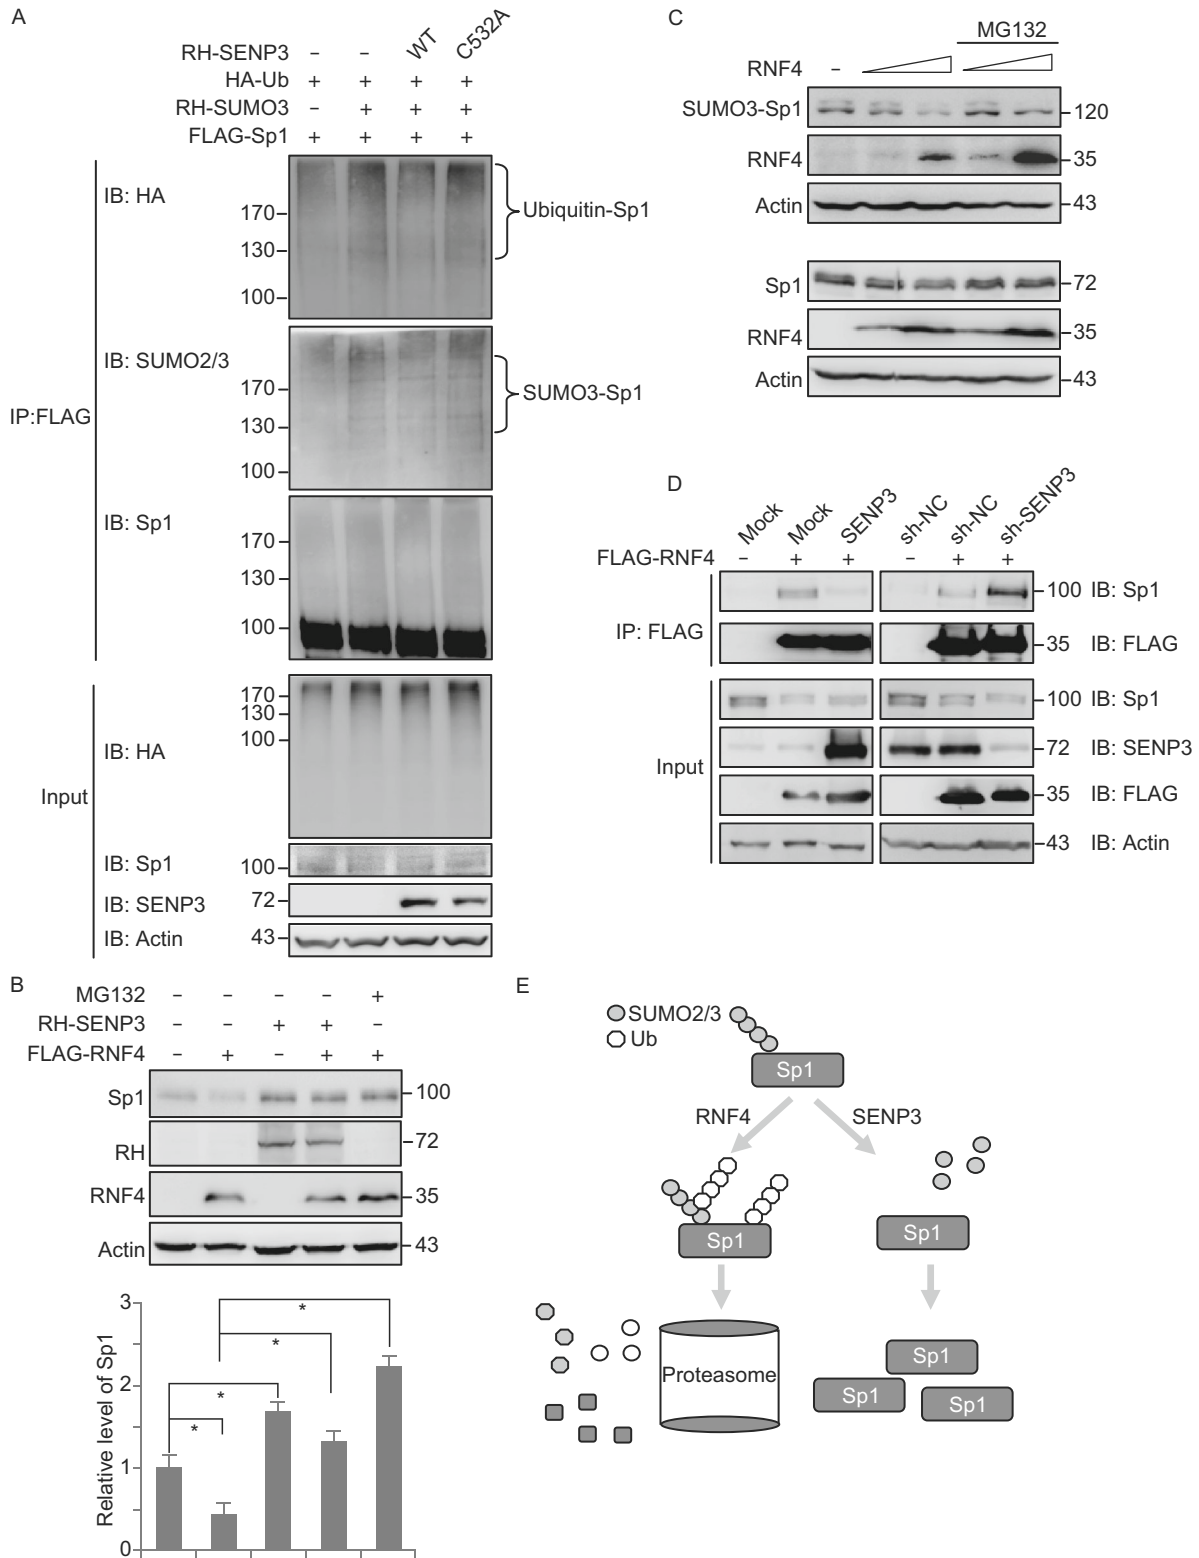 A
RH-SENP3 – – WT C532A
HA-Ub + + + +
RH-SUMO3 – + + +
FLAG-Sp1 + + + +
IP:FLAG
IB: HA
170
130
100
Ubiquitin-Sp1
IB: SUMO2/3
170
130
100
SUMO3-Sp1
IB: Sp1
170
130
100
Input
IB: HA
170
130
100
IB: Sp1 100
IB: SENP3 72
IB: Actin 43
B
MG132 – – – – +
RH-SENP3 – – + + –
FLAG-RNF4 – + – + +
Sp1 100
RH 72
RNF4 35
Actin 43
Relative level of Sp1
3
2
1
0
* * * *
C
MG132
RNF4 –
SUMO3-Sp1 120
RNF4 35
Actin 43
Sp1 72
RNF4 35
Actin 43
D
Mock Mock SENP3 sh-NC sh-NC sh-SENP3
FLAG-RNF4 – + + – + +
IP: FLAG
100 IB: Sp1
35 IB: FLAG
Input
100 IB: Sp1
72 IB: SENP3
35 IB: FLAG
43 IB: Actin
E
SUMO2/3
Ub
Sp1
RNF4 SENP3
Sp1 Sp1
Proteasome
Sp1
Sp1 Sp1